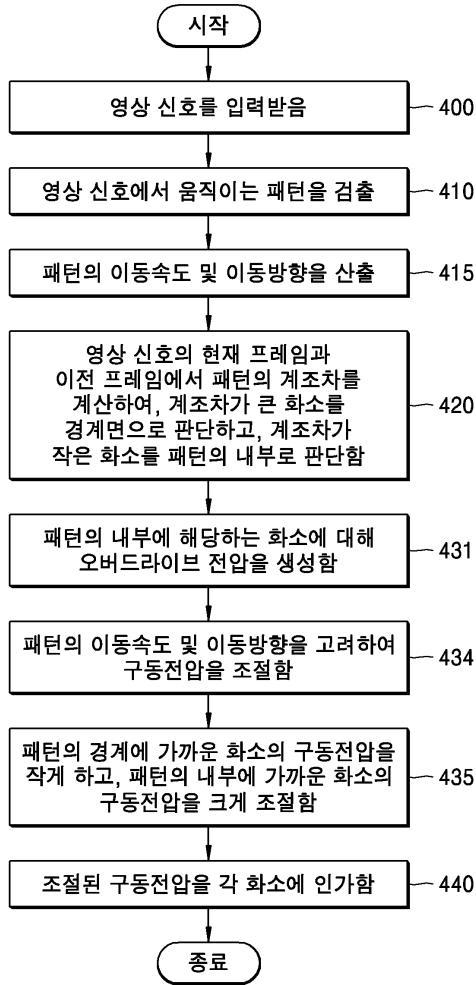 시작
영상 신호를 입력받음
400
영상 신호에서 움직이는 패턴을 검출
410
패턴의 이동속도 및 이동방향을 산출
415
영상 신호의 현재 프레임과
이전 프레임에서 패턴의 계조차를
계산하여, 계조차가 큰 화소를
경계면으로 판단하고, 계조차가
작은 화소를 패턴의 내부로 판단함
420
패턴의 내부에 해당하는 화소에 대해
오버드라이브 전압을 생성함
431
패턴의 이동속도 및 이동방향을 고려하여
구동전압을 조절함
434
패턴의 경계에 가까운 화소의 구동전압을
작게 하고, 패턴의 내부에 가까운 화소의
구동전압을 크게 조절함
435
조절된 구동전압을 각 화소에 인가함
440
종료